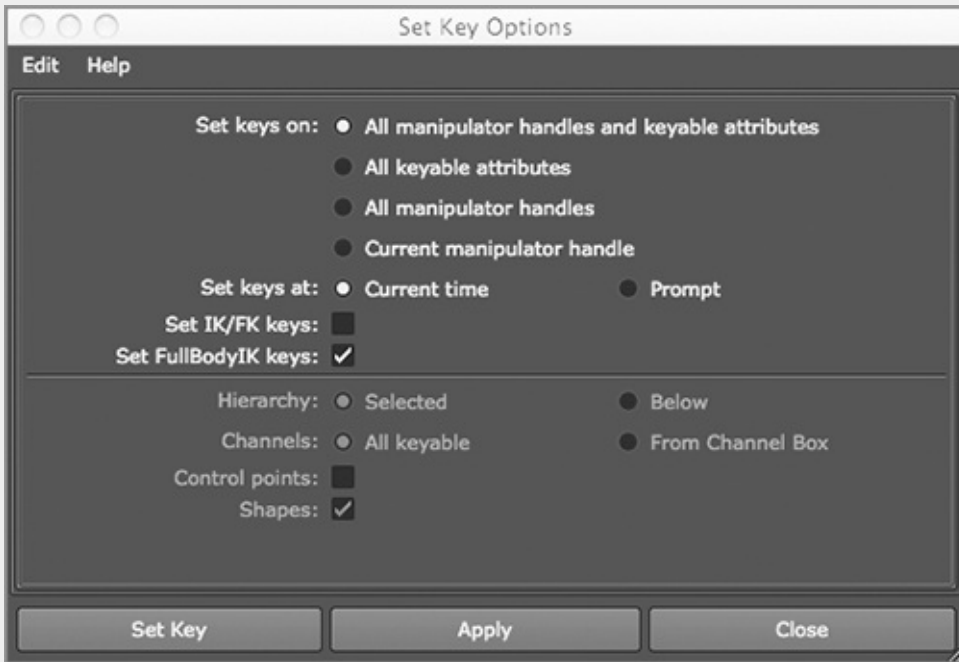 Set Key Options
Edit Help
Set keys on: All manipulator handles and keyable attributes
All keyable attributes
All manipulator handles
Current manipulator handle
Set keys at: Current time Prompt
Set IK/FK keys:
Set FullBodyIK keys:
Hierarchy: Selected Below
Channels: All keyable From Channel Box
Control points:
Shapes:
Set Key Apply Close